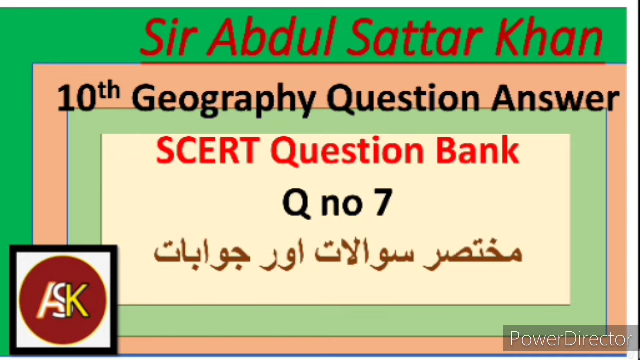 Sir Abdul Sattar Khan
10th Geography Question Answer
SCERT Question Bank
Q no 7
مختصر سوالات اور جوابات
ASK
PowerDirector